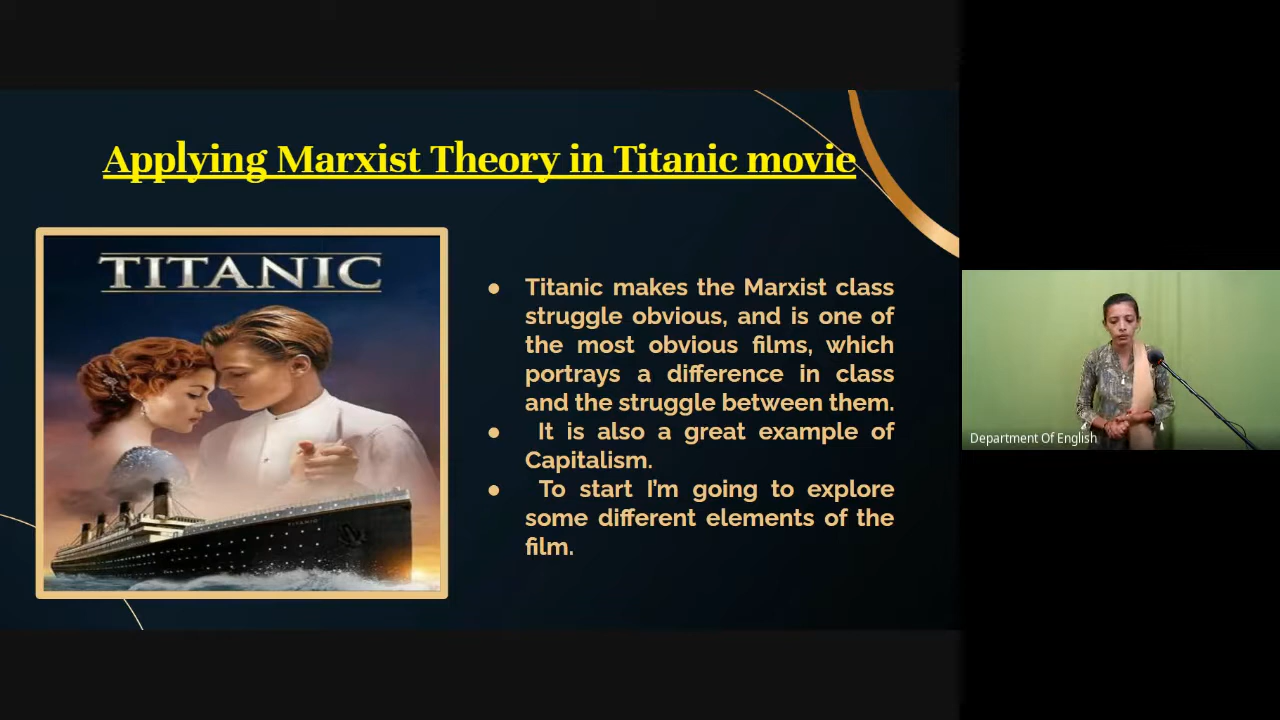 Applying Marxist Theory in Titanic movie
TITANIC
● Titanic makes the Marxist class
struggle obvious, and is one of
the most obvious films, which
portrays a difference in class
and the struggle between them.
● It is also a great example of
Capitalism.
● To start I'm going to explore
some different elements of the
film.
TITANIC
Department Of English